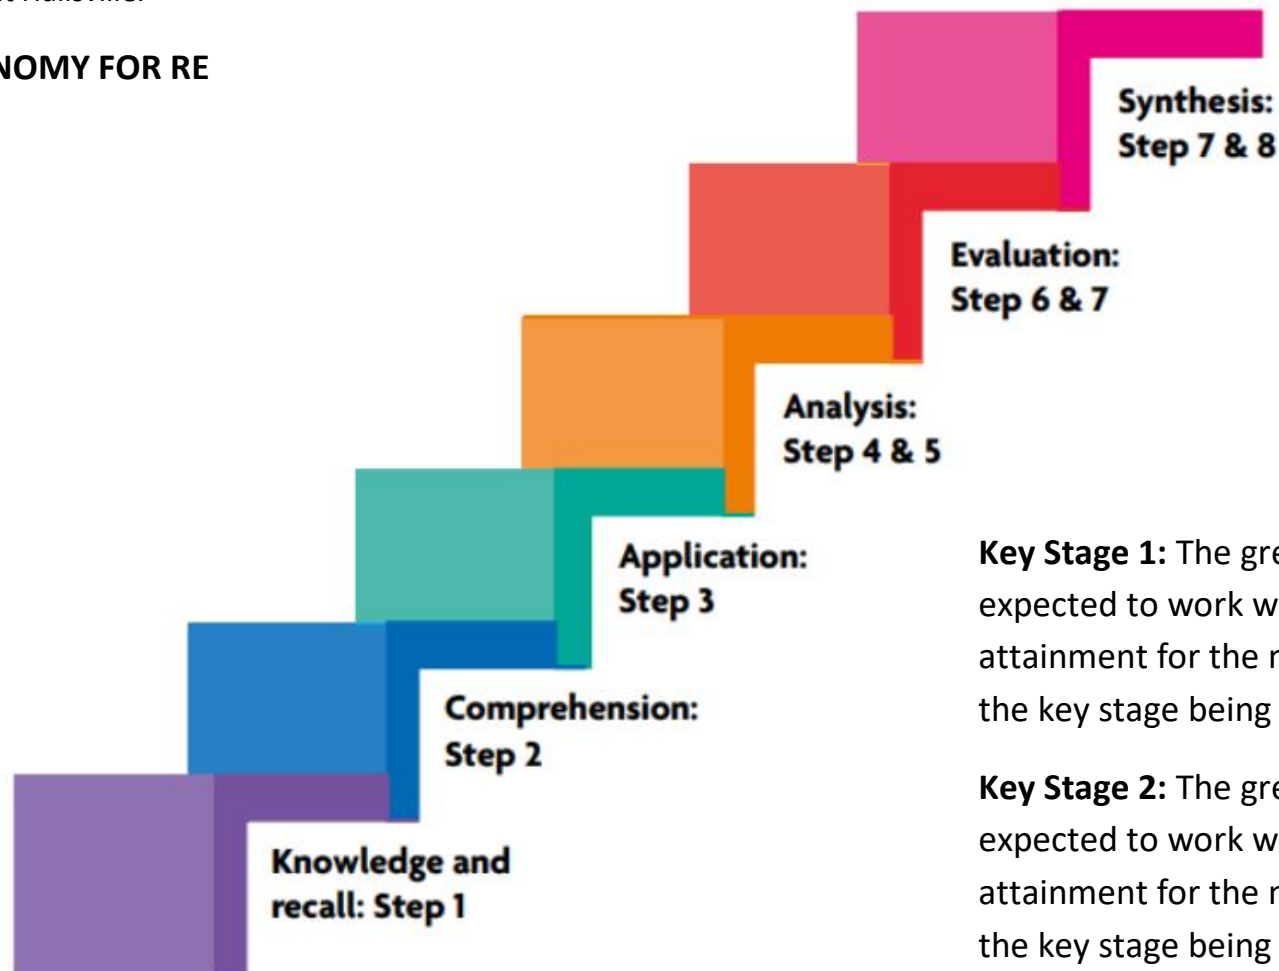 NOMY FOR RE
Synthesis:
Step 7 & 8
Evaluation:
Step 6 & 7
Analysis:
Step 4 & 5
Application:
Step 3
Comprehension:
Step 2
Knowledge and
recall: Step 1
Key Stage 1: The gre
expected to work w
attainment for the
the key stage being
Key Stage 2: The gre
expected to work w
attainment for the
the key stage being